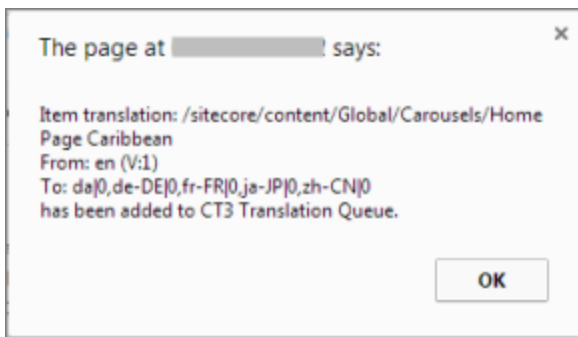 The page at says:
Item translation: /sitecore/content/Global/Carousels/Home
Page Caribbean
From: en (V:1)
To: da|0,de-DE|0,fr-FR|0,ja-JP|0,zh-CN|0
has been added to CT3 Translation Queue.
OK